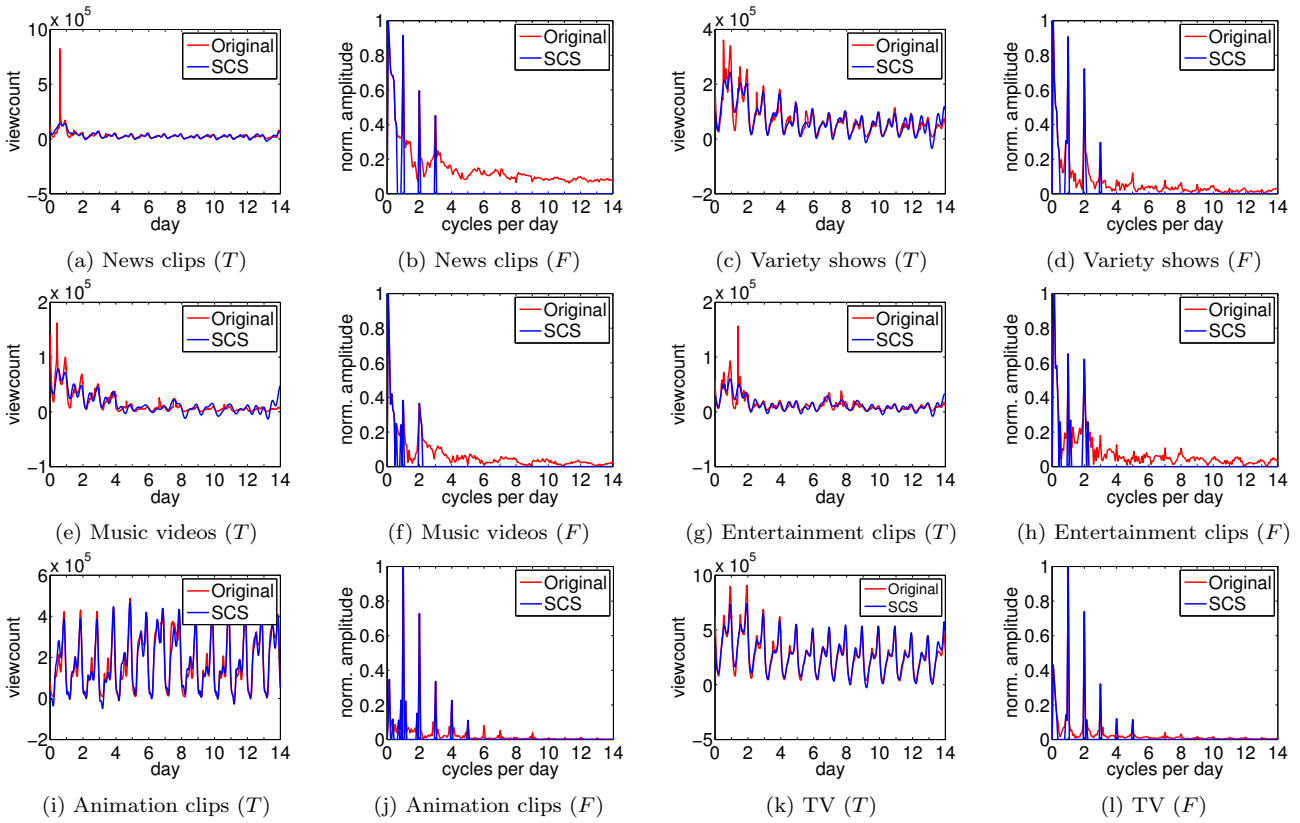 x 10^5
10
5
0
−5
viewcount
0 2 4 6 8 10 12 14
day
Original
SCS
(a) News clips (T)
1
0.8
0.6
0.4
0.2
0
norm. amplitude
0 2 4 6 8 10 12 14
cycles per day
Original
SCS
(b) News clips (F)
x 10^5
4
2
0
−2
viewcount
0 2 4 6 8 10 12 14
day
Original
SCS
(c) Variety shows (T)
1
0.8
0.6
0.4
0.2
0
norm. amplitude
0 2 4 6 8 10 12 14
cycles per day
Original
SCS
(d) Variety shows (F)
x 10^5
2
1
0
−1
viewcount
0 2 4 6 8 10 12 14
day
Original
SCS
(e) Music videos (T)
1
0.8
0.6
0.4
0.2
0
norm. amplitude
0 2 4 6 8 10 12 14
cycles per day
Original
SCS
(f) Music videos (F)
x 10^5
2
1
0
−1
viewcount
0 2 4 6 8 10 12 14
day
Original
SCS
(g) Entertainment clips (T)
1
0.8
0.6
0.4
0.2
0
norm. amplitude
0 2 4 6 8 10 12 14
cycles per day
Original
SCS
(h) Entertainment clips (F)
x 10^5
6
4
2
0
−2
viewcount
0 2 4 6 8 10 12 14
day
Original
SCS
(i) Animation clips (T)
1
0.8
0.6
0.4
0.2
0
norm. amplitude
0 2 4 6 8 10 12 14
cycles per day
Original
SCS
(j) Animation clips (F)
x 10^5
10
5
0
−5
viewcount
0 2 4 6 8 10 12 14
day
Original
SCS
(k) TV (T)
1
0.8
0.6
0.4
0.2
0
norm. amplitude
0 2 4 6 8 10 12 14
cycles per day
Original
SCS
(l) TV (F)